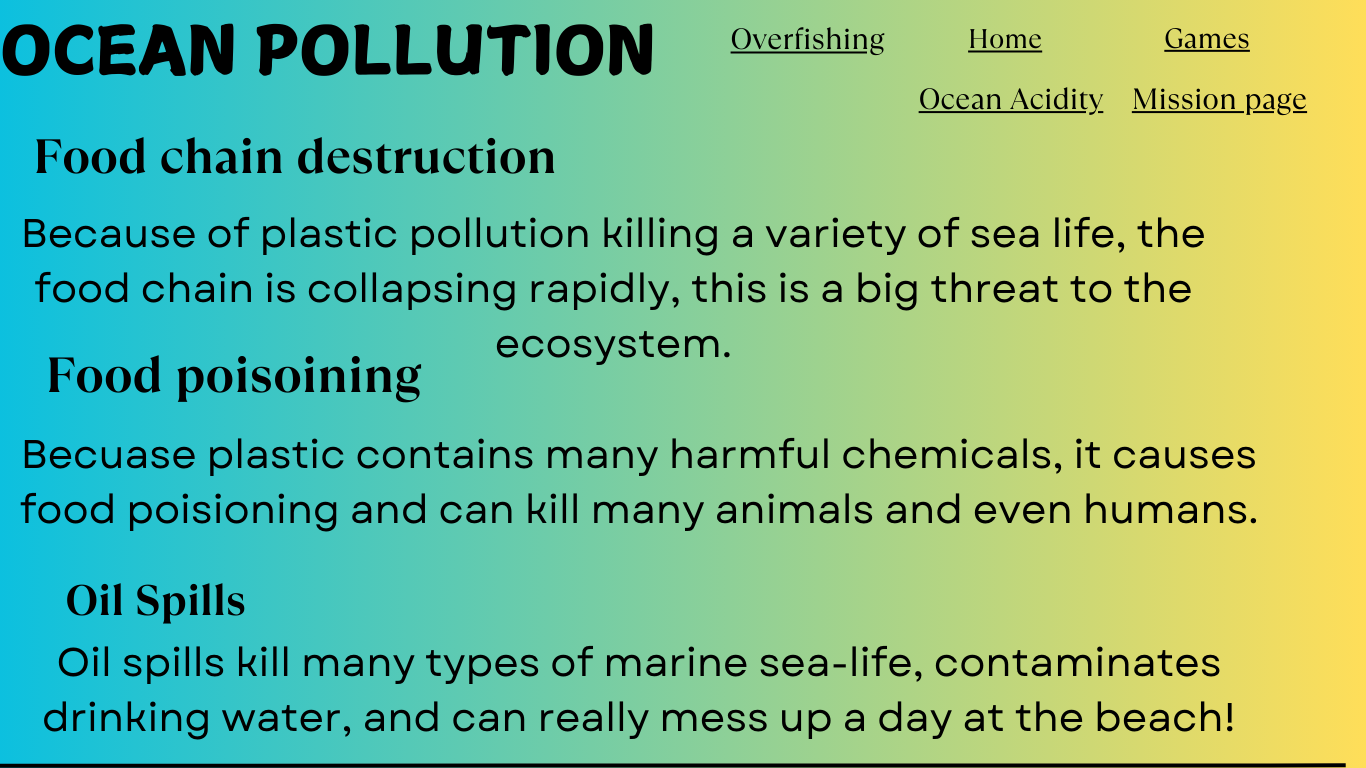 OCEAN POLLUTION
Overfishing Home Games
Ocean Acidity Mission page
Food chain destruction
Because of plastic pollution killing a variety of sea life, the
food chain is collapsing rapidly, this is a big threat to the
ecosystem.
Food poisoining
Becuase plastic contains many harmful chemicals, it causes
food poisioning and can kill many animals and even humans.
Oil Spills
Oil spills kill many types of marine sea-life, contaminates
drinking water, and can really mess up a day at the beach!